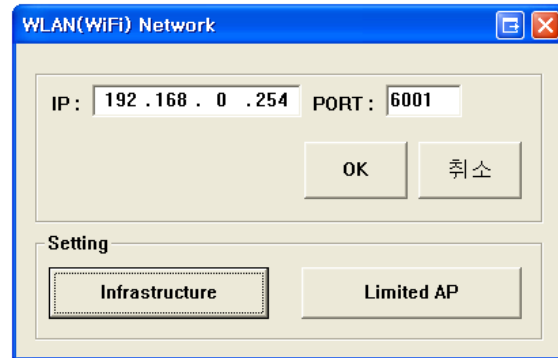 WLAN(WiFi) Network
IP : 192 .168 . 0 .254 PORT : 6001
OK 취소
Setting
Infrastructure Limited AP